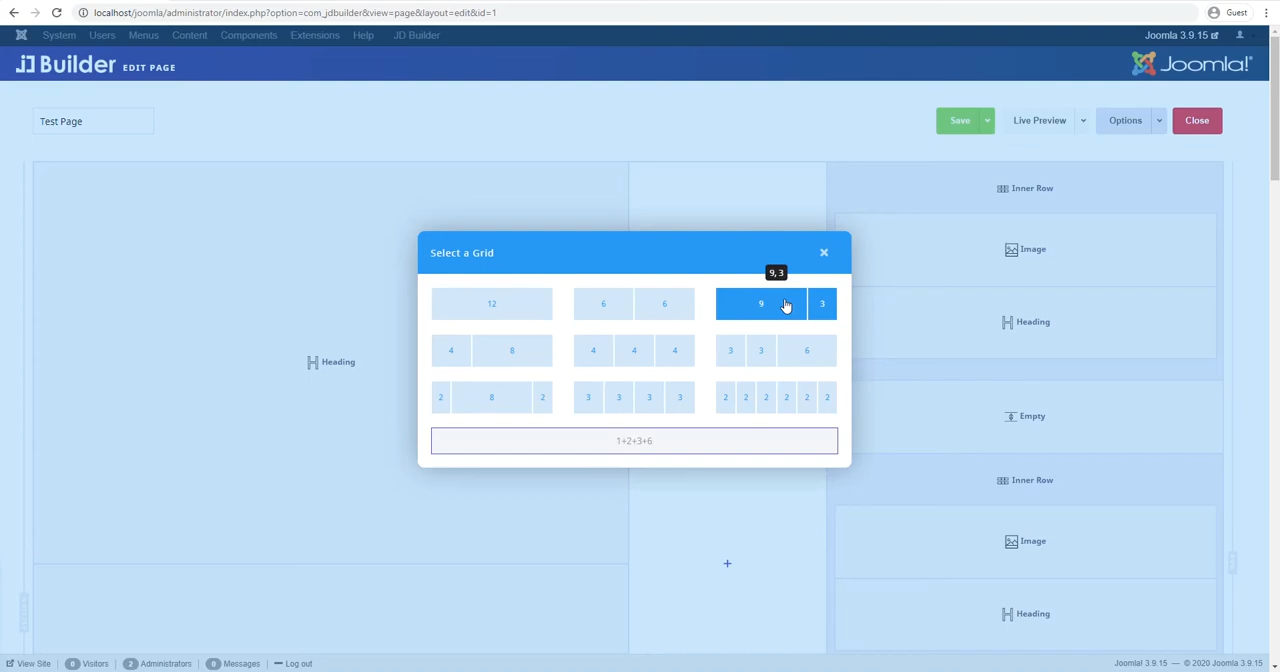 localhost/joomla/administrator/index.php?option=com_jdbuilder&view=page&layout=edit&id=1
Guest
System Users Menus Content Components Extensions Help JD Builder
Joomla 3.9.15
JD Builder EDIT PAGE
Joomla!®
Test Page
Save
Live Preview
Options
Close
Inner Row
Image
Heading
Heading
Empty
Inner Row
Image
Heading
Select a Grid ×
9, 3
12 6 6 9 3
4 8 4 4 4 3 3 6
2 8 2 3 3 3 3 2 2 2 2 2 2
1+2+3+6
+
View Site 0 Visitors 2 Administrators 0 Messages Log out
Joomla! 3.9.15 — © 2020 Joomla 3.9.15